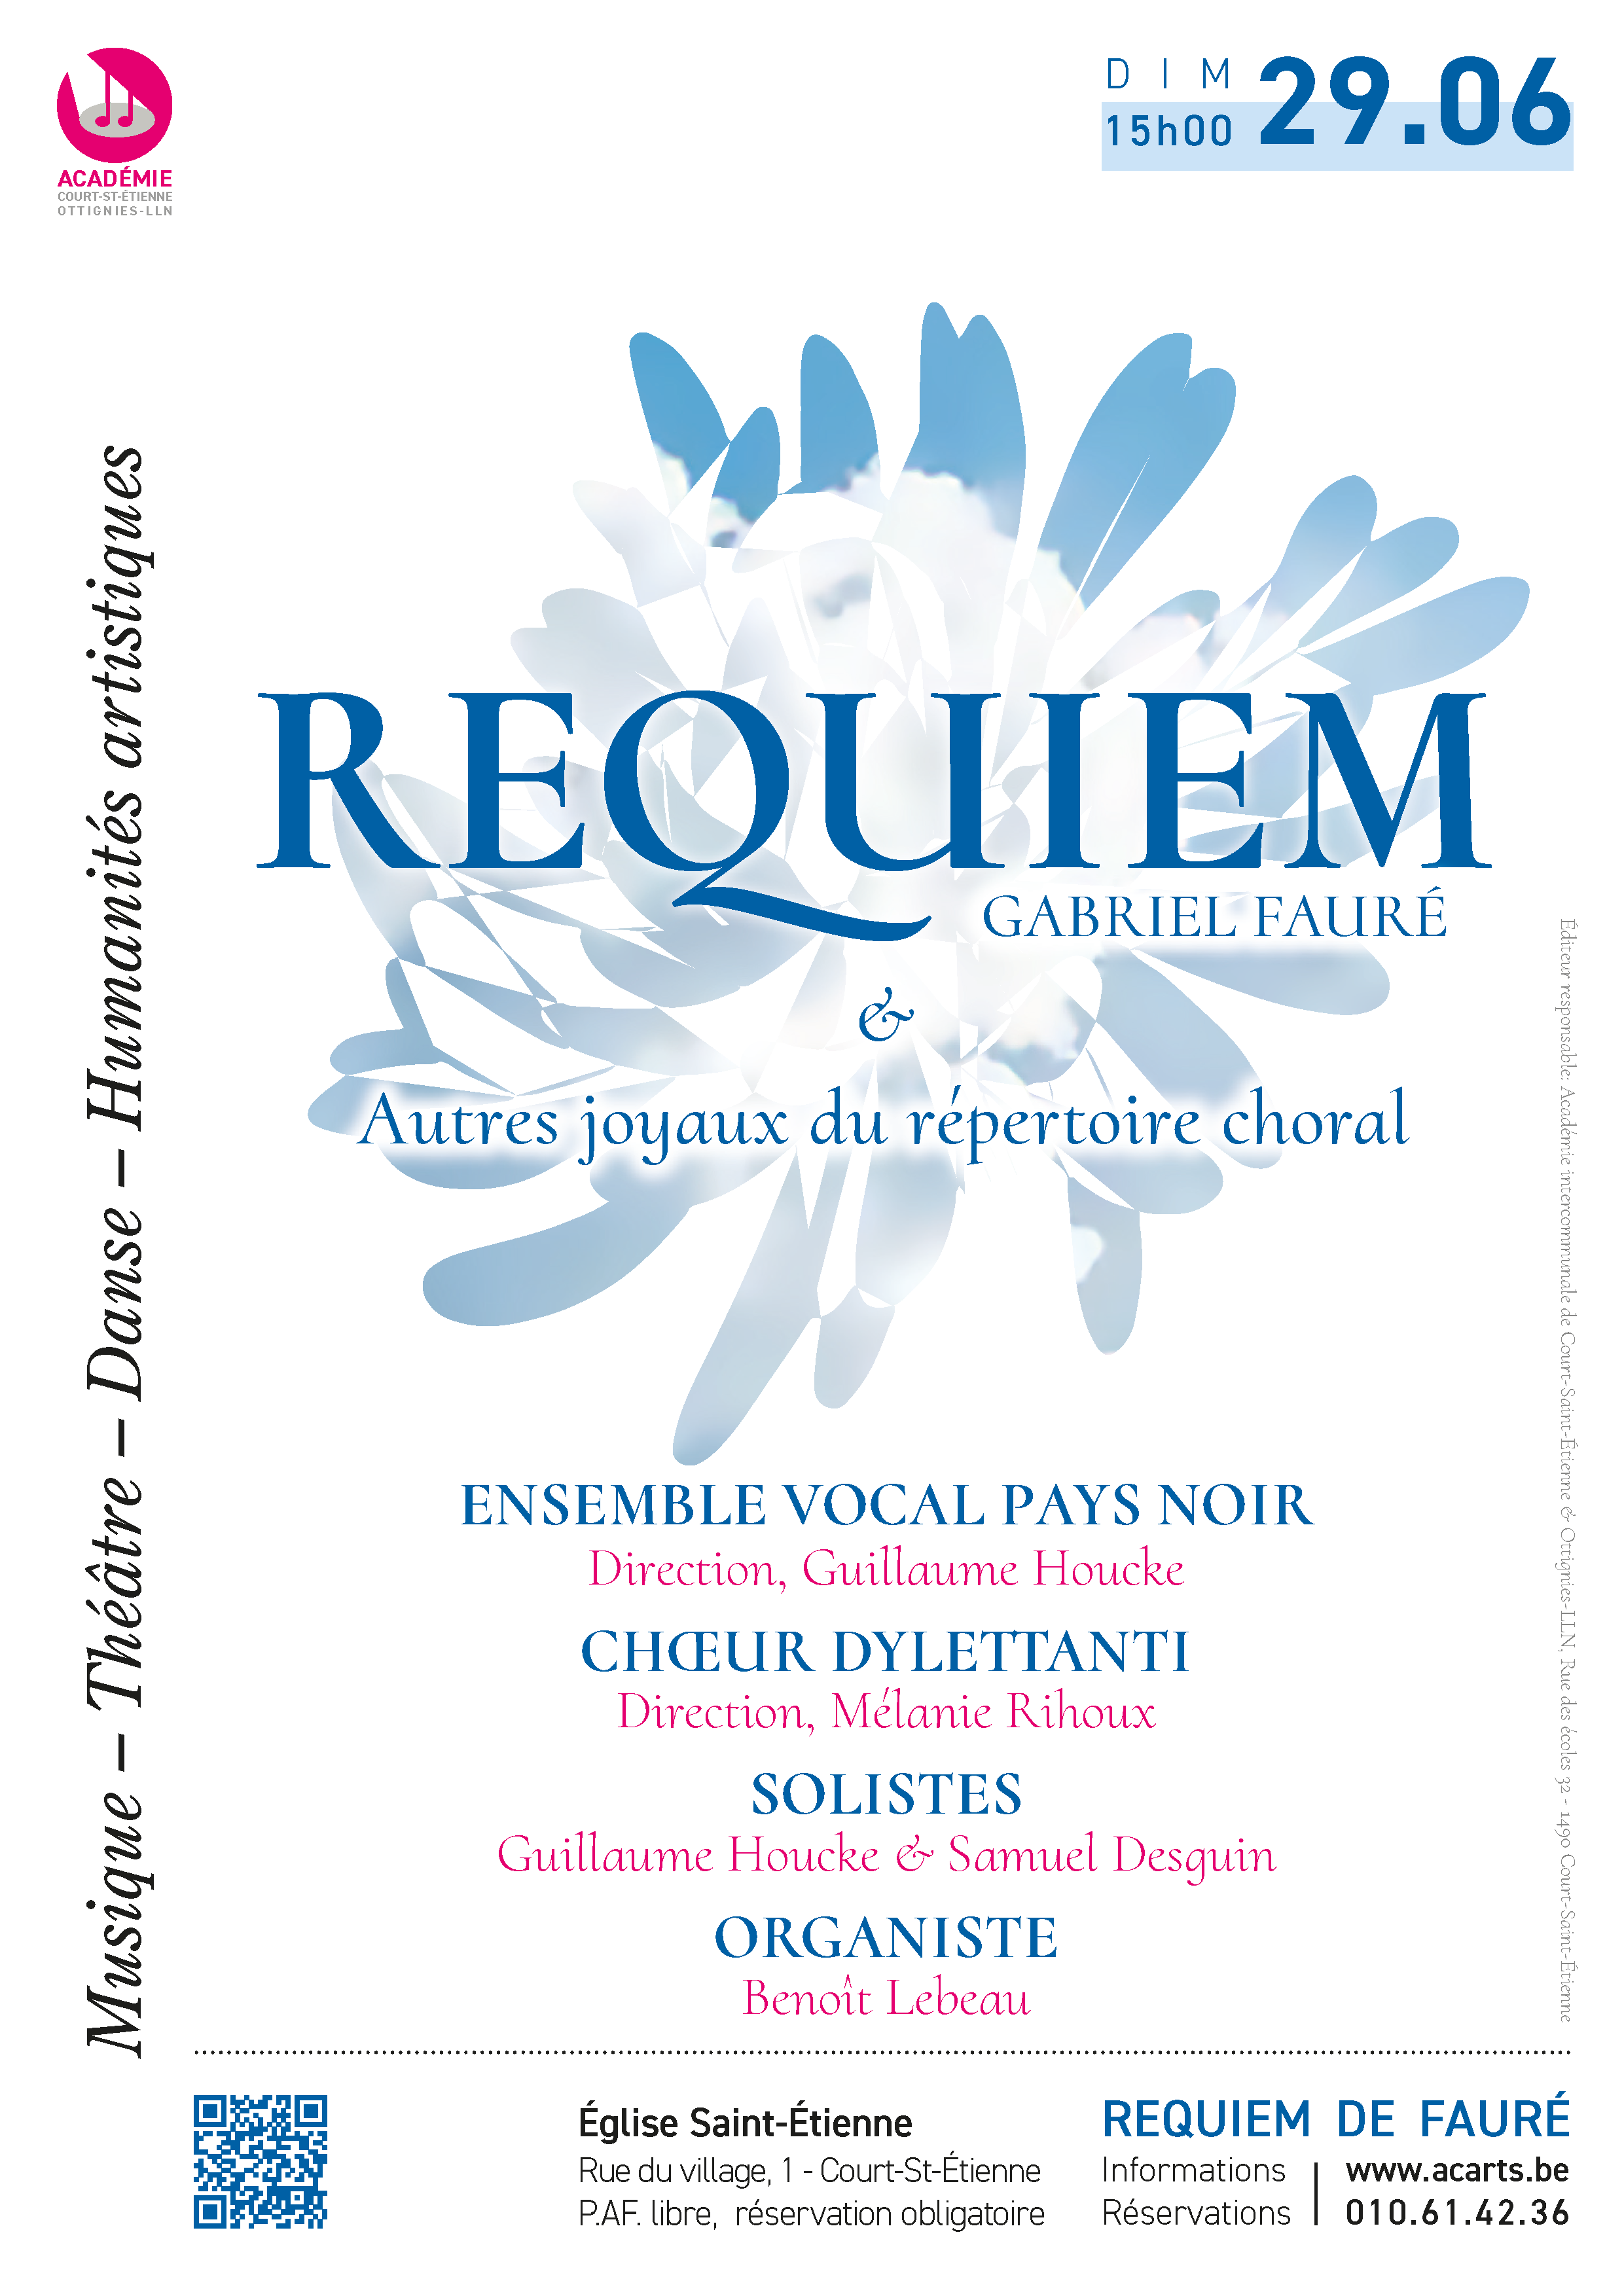 ACADÉMIE
COURT-ST-ÉTIENNE
OTTIGNIES-LLN
DIM 29.06
15h00
Musique – Théâtre – Danse – Humanités artistiques
REQUIEM
GABRIEL FAURÉ
&
Autres joyaux du répertoire choral
ENSEMBLE VOCAL PAYS NOIR
Direction, Guillaume Houcke
CHŒUR DYLETTANTI
Direction, Mélanie Rihoux
SOLISTES
Guillaume Houcke & Samuel Desguin
ORGANISTE
Benoît Lebeau
Éditeur responsable: Académie intercommunale de Court-Saint-Étienne & Ottignies-LLN, Rue des écoles 32 - 1490 Court-Saint-Étienne
Église Saint-Étienne
Rue du village, 1 - Court-St-Étienne
P.AF. libre, réservation obligatoire
REQUIEM DE FAURÉ
Informations www.acarts.be
Réservations 010.61.42.36